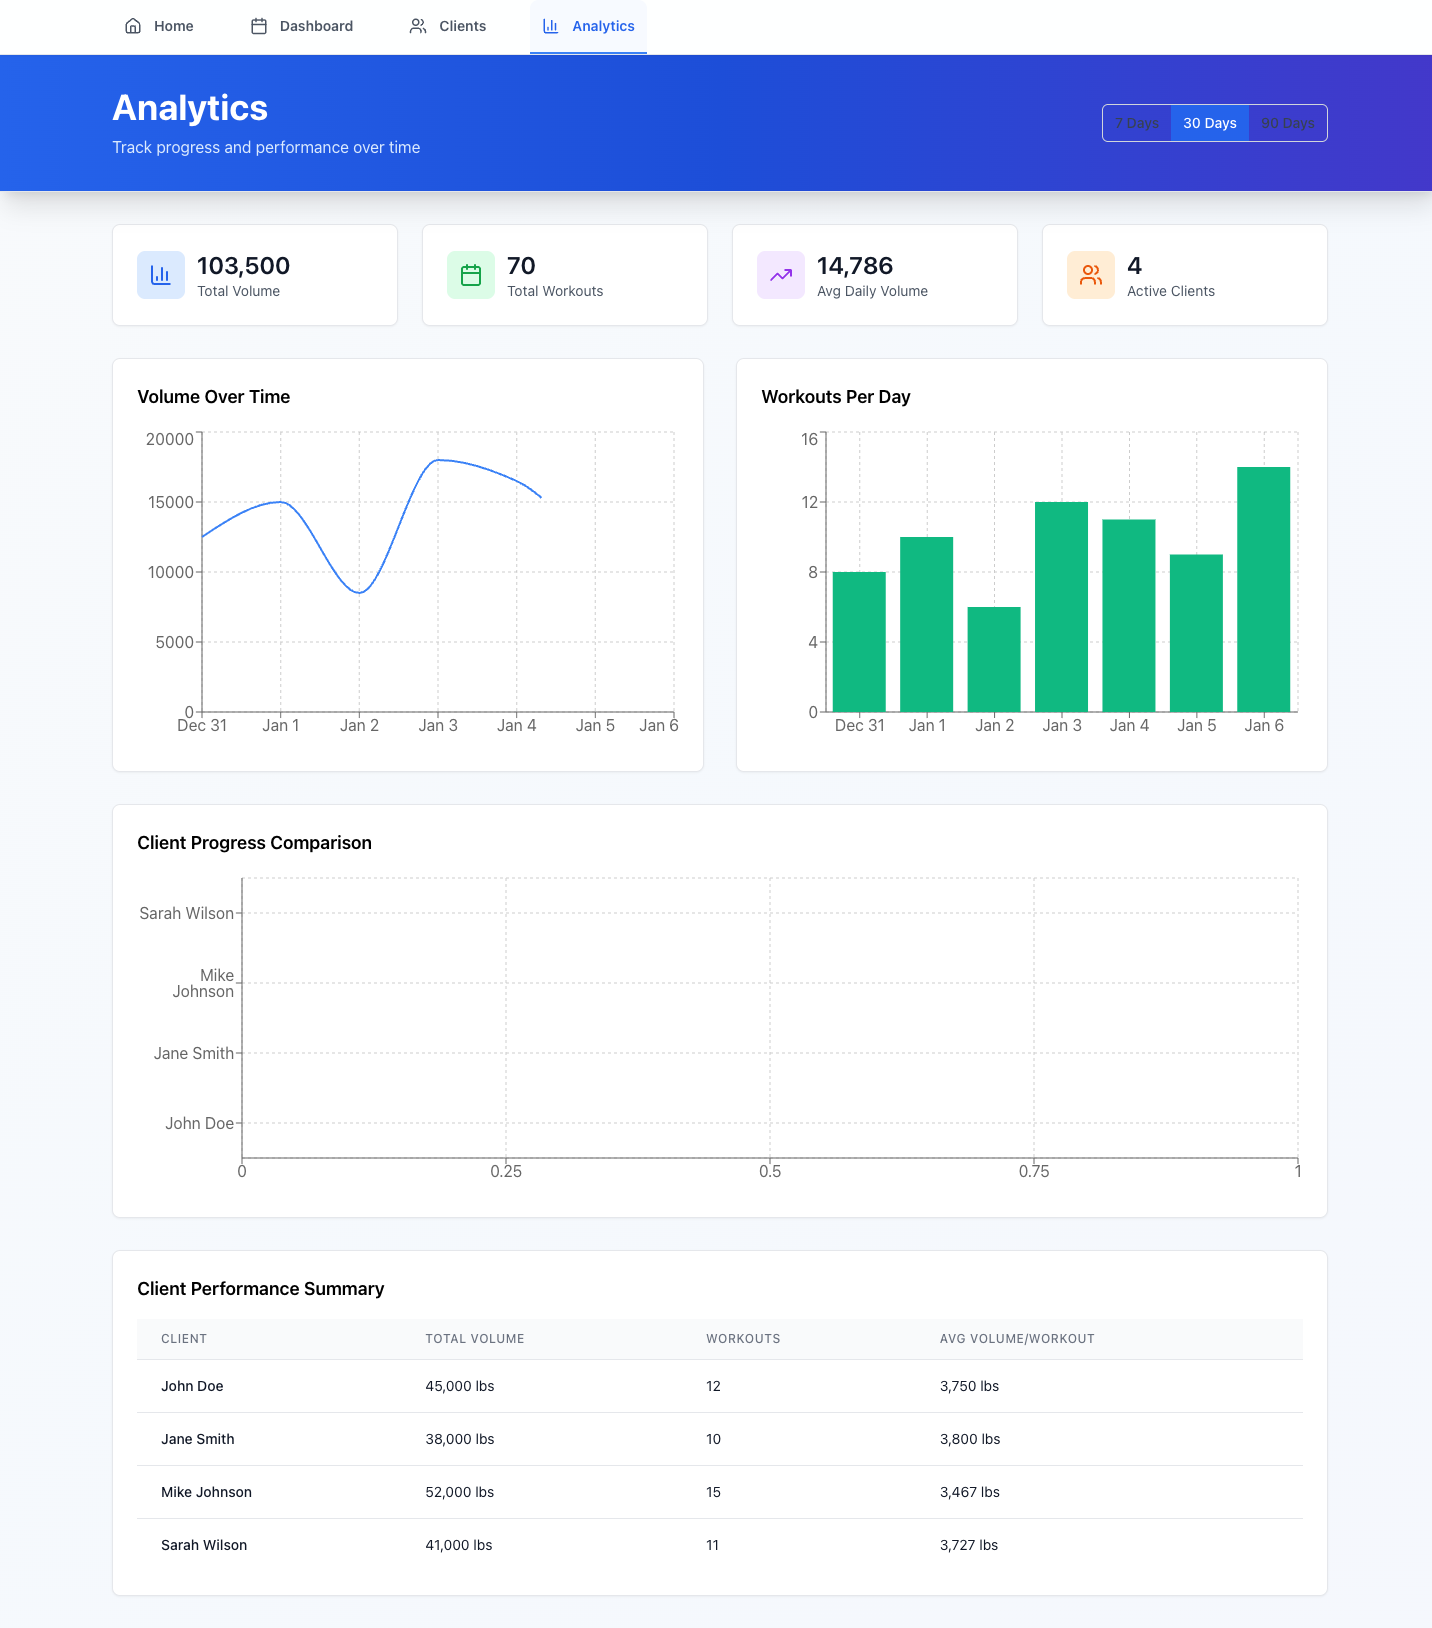 Home Dashboard Clients Analytics
Analytics
Track progress and performance over time
7 Days 30 Days 90 Days
103,500
Total Volume
70
Total Workouts
14,786
Avg Daily Volume
4
Active Clients
Volume Over Time
20000
15000
10000
5000
0
Dec 31 Jan 1 Jan 2 Jan 3 Jan 4 Jan 5 Jan 6
Workouts Per Day
16
12
8
4
0
Dec 31 Jan 1 Jan 2 Jan 3 Jan 4 Jan 5 Jan 6
Client Progress Comparison
Sarah Wilson
Mike
Johnson
Jane Smith
John Doe
0 0.25 0.5 0.75 1
Client Performance Summary
CLIENT TOTAL VOLUME WORKOUTS AVG VOLUME/WORKOUT
John Doe 45,000 lbs 12 3,750 lbs
Jane Smith 38,000 lbs 10 3,800 lbs
Mike Johnson 52,000 lbs 15 3,467 lbs
Sarah Wilson 41,000 lbs 11 3,727 lbs